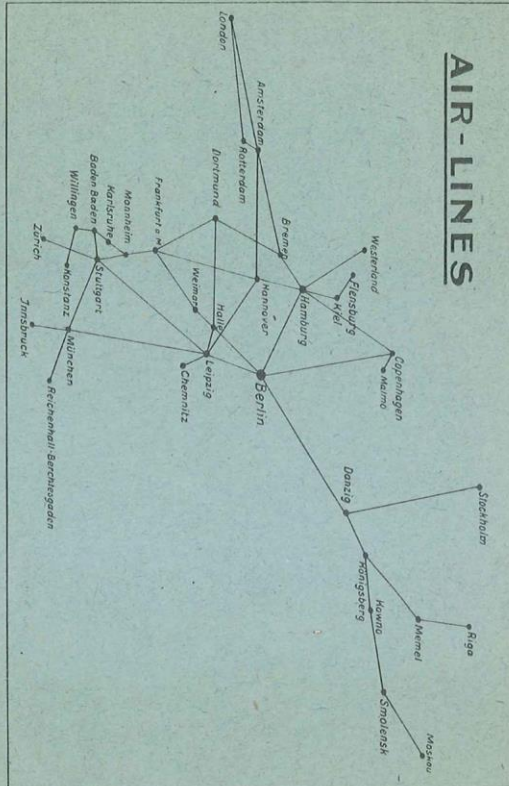 AIR-LINES
Stockholm
Riga
Memel
Moskau
Smolensk
Kowno
Königsberg
Danzig
Copenhagen
Malmo
Westerland
Flensburg
Kiel
Hamburg
Bremen
Berlin
Amsterdam
London
Rotterdam
Hannover
Dortmund
Halle
Leipzig
Weimar
Chemnitz
Frankfurt a M
Mannheim
Karlsruhe
Baden Baden
Stuttgart
Willingen
Konstanz
Zürich
München
Innsbruck
Reichenhall-Berchtesgaden